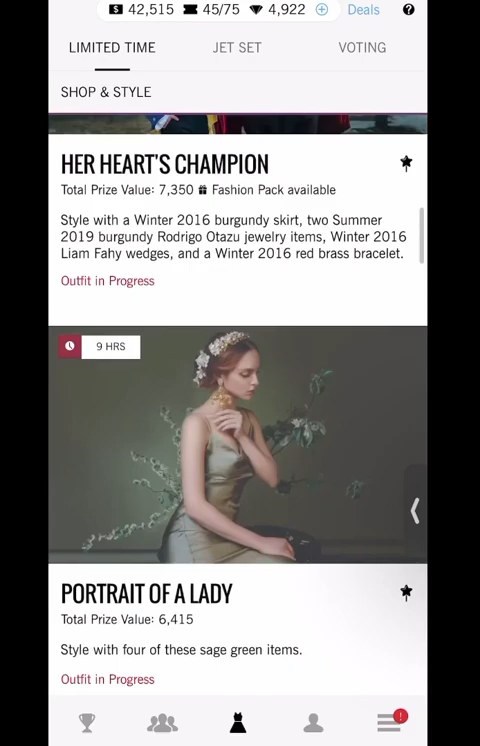 42,515 45/75 4,922 Deals
LIMITED TIME JET SET VOTING
SHOP & STYLE
HER HEART'S CHAMPION
Total Prize Value: 7,350 Fashion Pack available
Style with a Winter 2016 burgundy skirt, two Summer
2019 burgundy Rodrigo Otazu jewelry items, Winter 2016
Liam Fahy wedges, and a Winter 2016 red brass bracelet.
Outfit in Progress
9 HRS
PORTRAIT OF A LADY
Total Prize Value: 6,415
Style with four of these sage green items.
Outfit in Progress